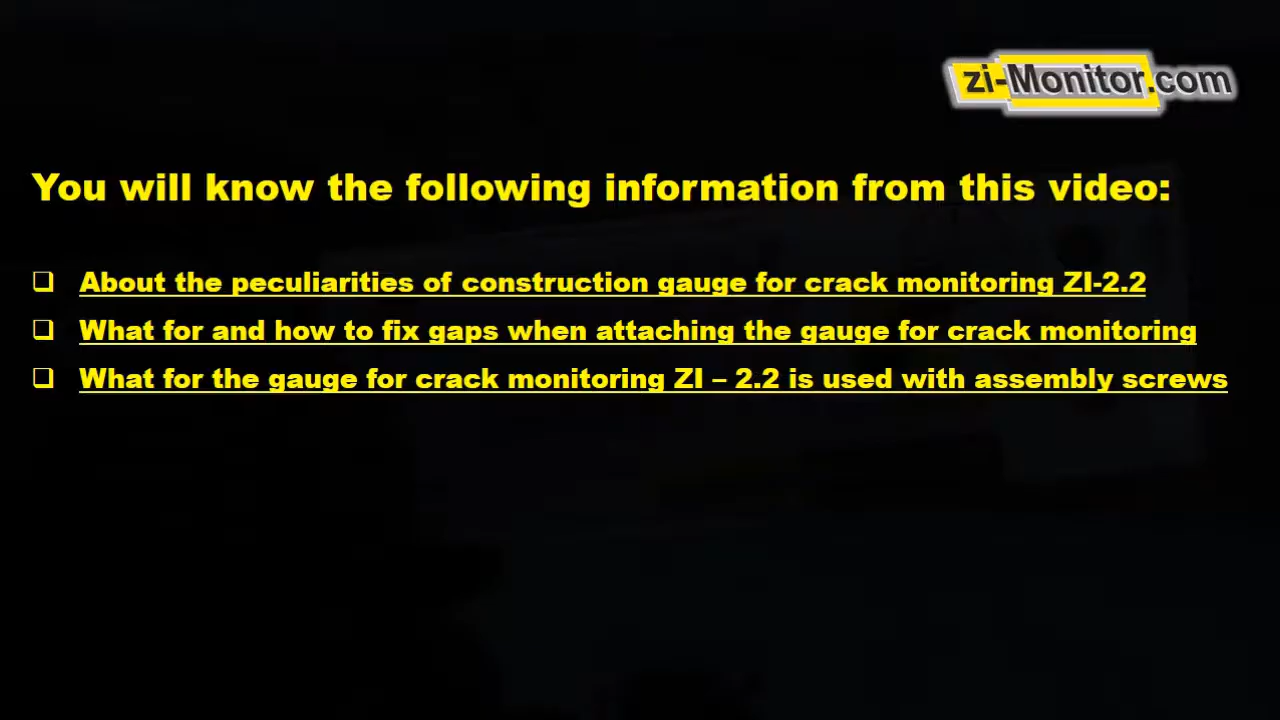 zi-Monitor.com
You will know the following information from this video:
About the peculiarities of construction gauge for crack monitoring ZI-2.2
What for and how to fix gaps when attaching the gauge for crack monitoring
What for the gauge for crack monitoring ZI – 2.2 is used with assembly screws